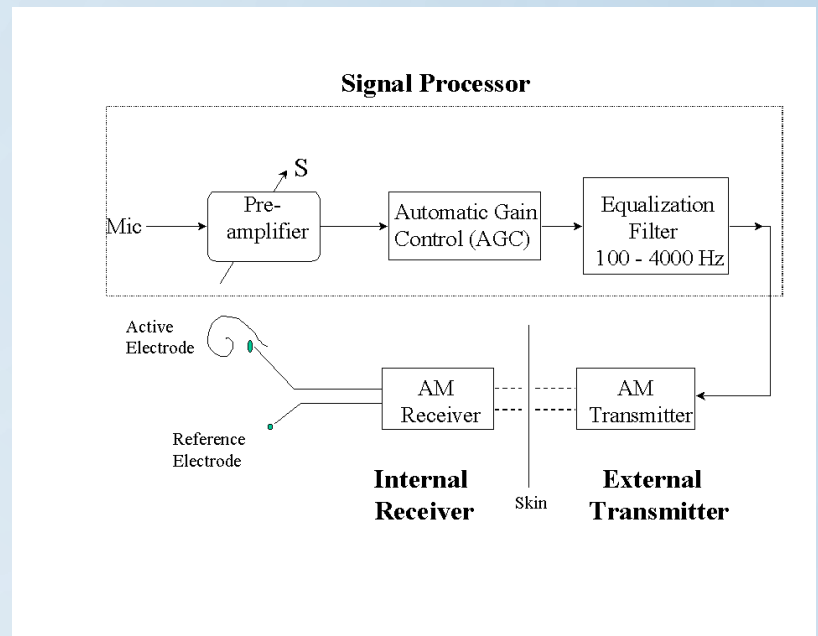 Signal Processor
S
Mic
Pre-
amplifier
Automatic Gain
Control (AGC)
Equalization
Filter
100 - 4000 Hz
Active
Electrode
AM
Receiver
AM
Transmitter
Reference
Electrode
Internal
Receiver
Skin
External
Transmitter